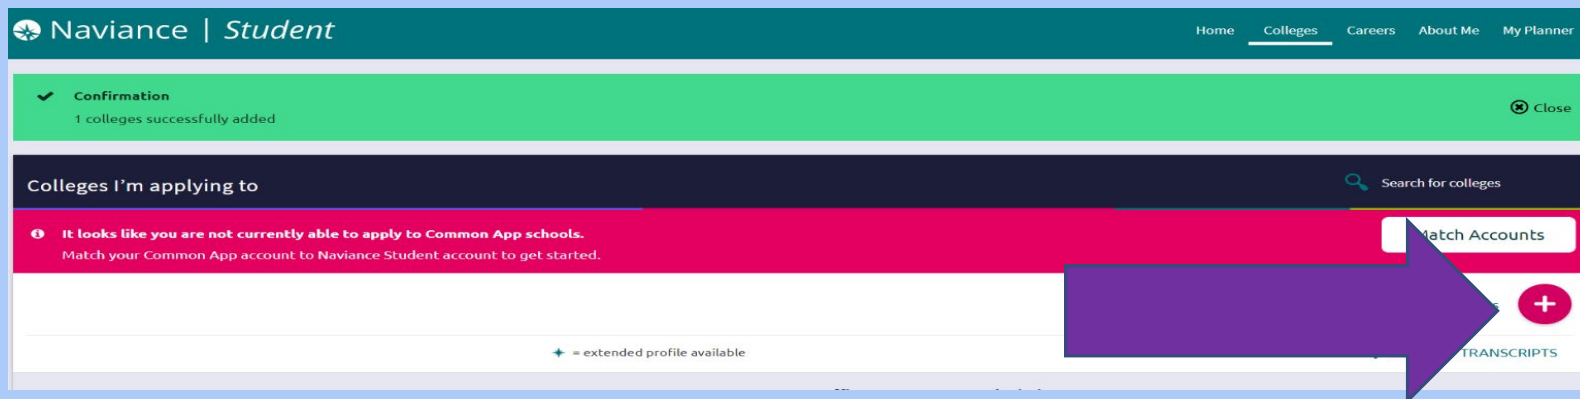 Naviance | Student
Home Colleges Careers About Me My Planner
Confirmation
1 colleges successfully added
Close
Colleges I'm applying to
Search for colleges
It looks like you are not currently able to apply to Common App schools.
Match Accounts
Match your Common App account to Naviance Student account to get started.
= extended profile available
TRANSCRIPTS